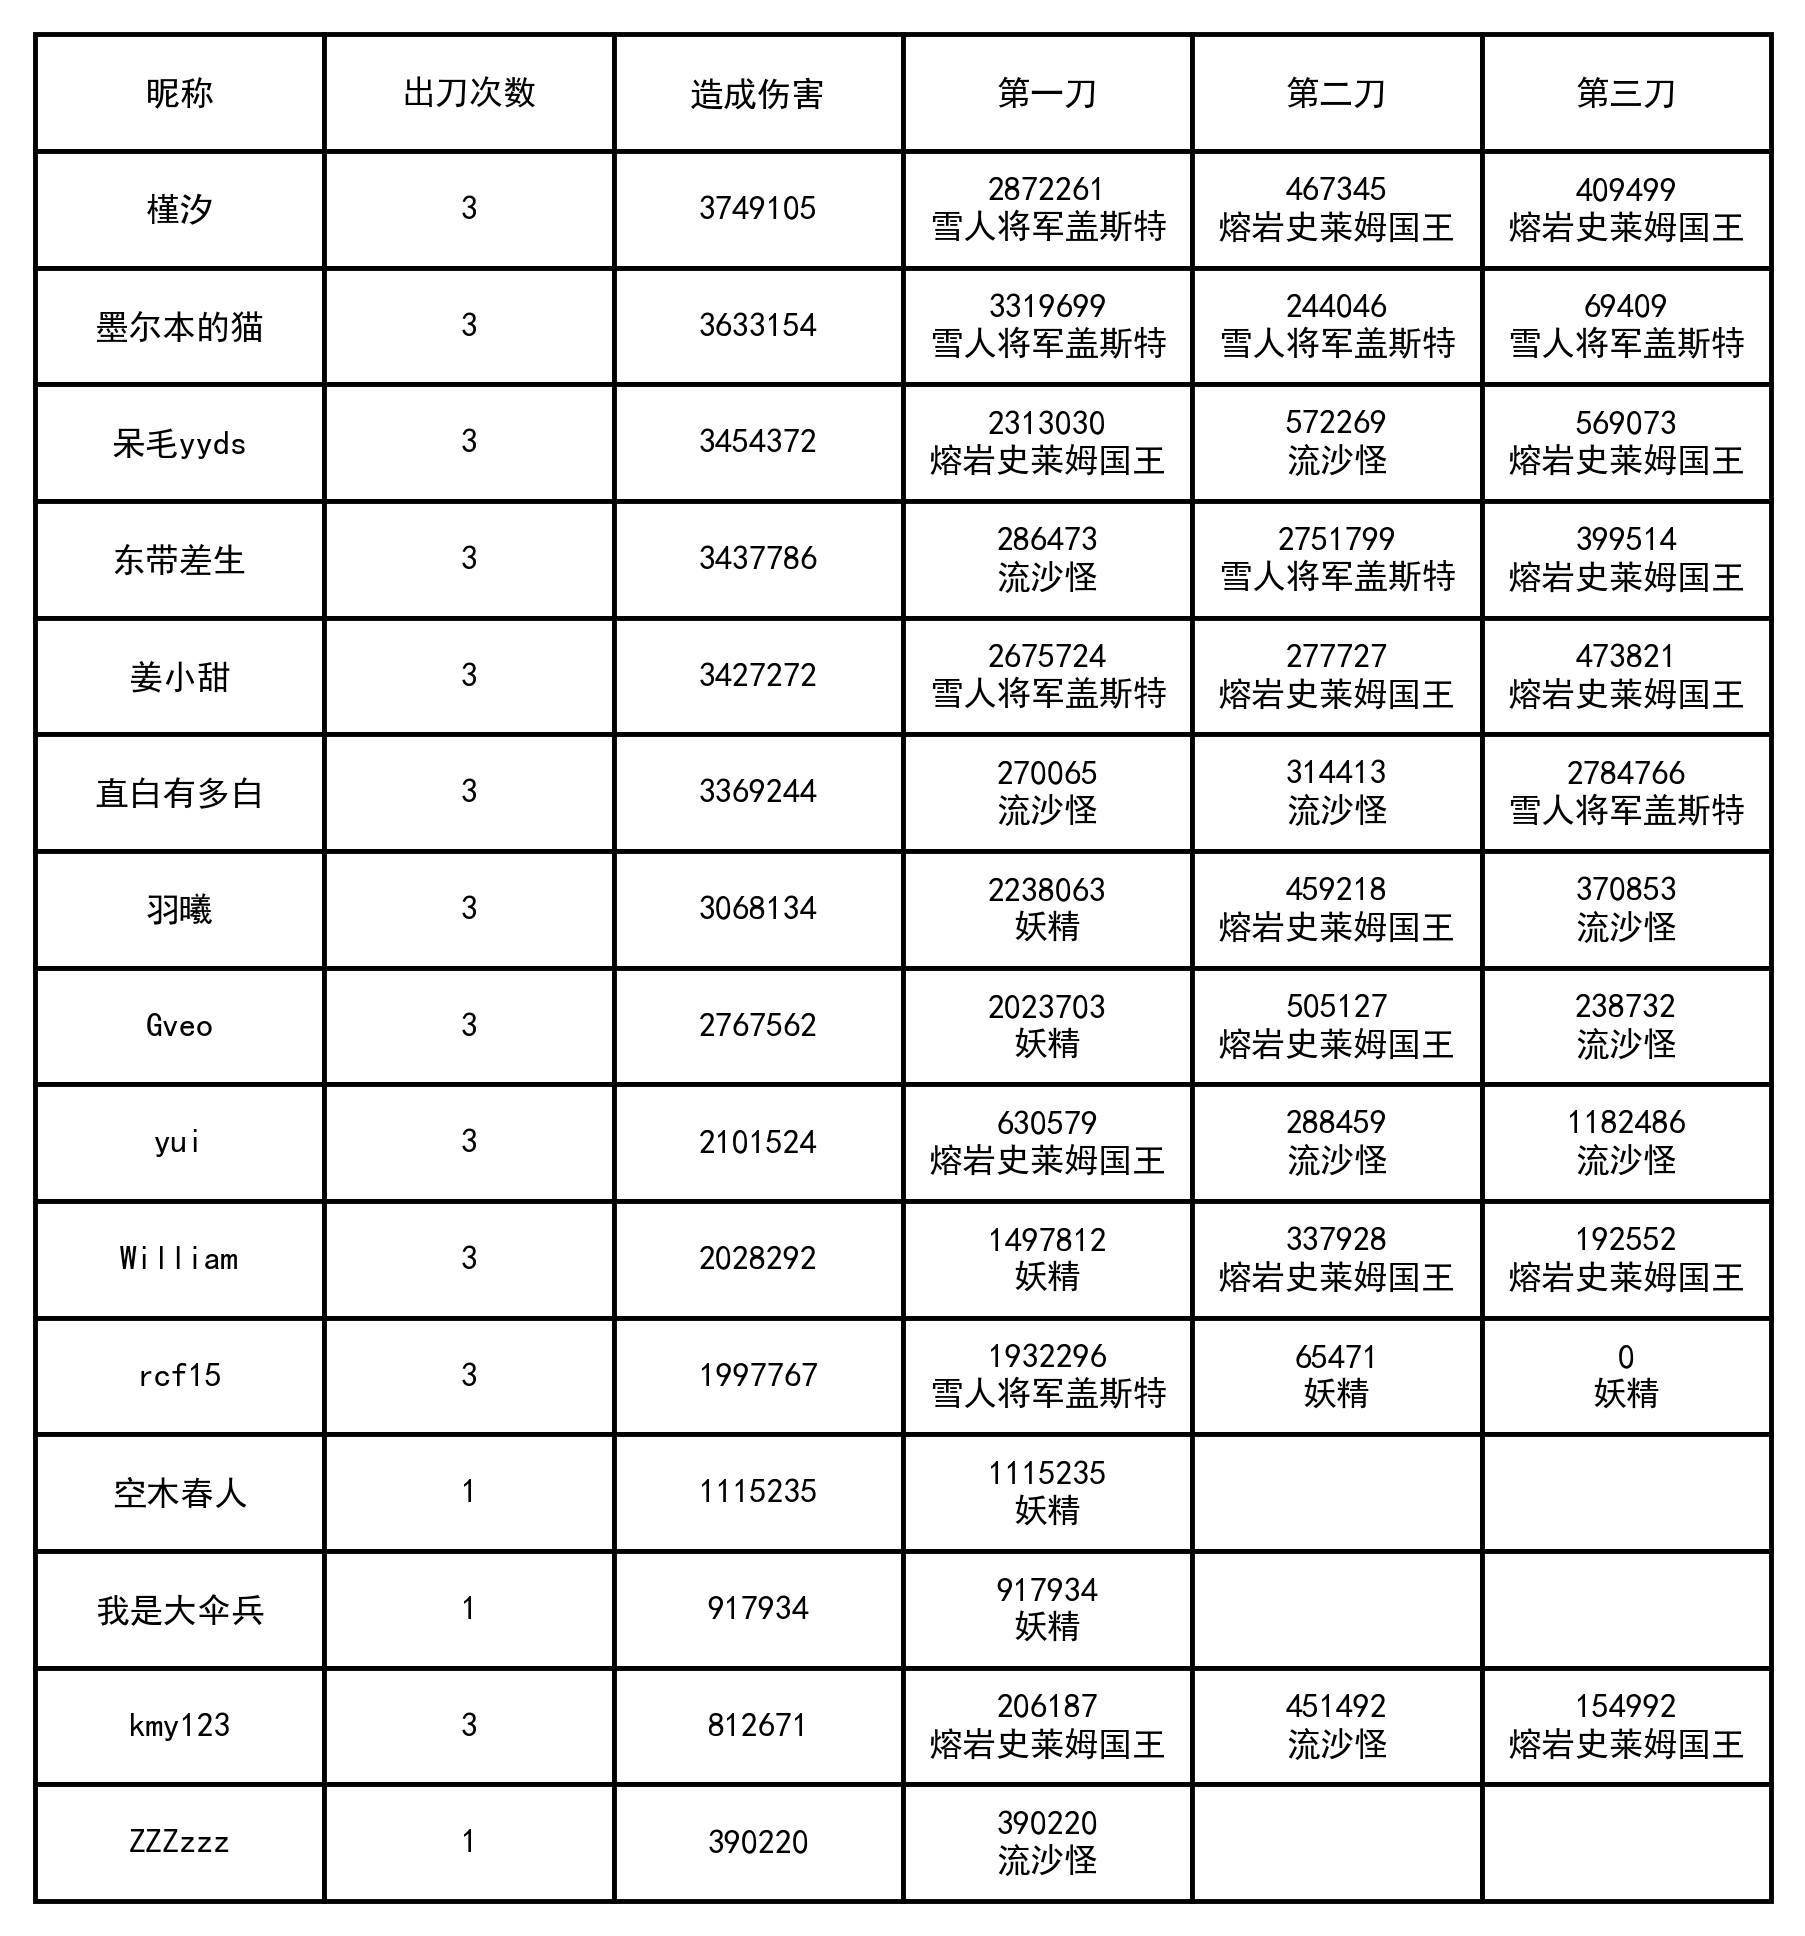 昵称 出刀次数 造成伤害 第一刀 第二刀 第三刀
槿汐 3 3749105 2872261 467345 409499
雪人将军盖斯特 熔岩史莱姆国王 熔岩史莱姆国王
墨尔本的猫 3 3633154 3319699 244046 69409
雪人将军盖斯特 雪人将军盖斯特 雪人将军盖斯特
呆毛yyds 3 3454372 2313030 572269 569073
熔岩史莱姆国王 流沙怪 熔岩史莱姆国王
东带差生 3 3437786 286473 2751799 399514
流沙怪 雪人将军盖斯特 熔岩史莱姆国王
姜小甜 3 3427272 2675724 277727 473821
雪人将军盖斯特 熔岩史莱姆国王 熔岩史莱姆国王
直白有多白 3 3369244 270065 314413 2784766
流沙怪 流沙怪 雪人将军盖斯特
羽曦 3 3068134 2238063 459218 370853
妖精 熔岩史莱姆国王 流沙怪
Gveo 3 2767562 2023703 505127 238732
妖精 熔岩史莱姆国王 流沙怪
yui 3 2101524 630579 288459 1182486
熔岩史莱姆国王 流沙怪 流沙怪
William 3 2028292 1497812 337928 192552
妖精 熔岩史莱姆国王 熔岩史莱姆国王
rcf15 3 1997767 1932296 65471 0
雪人将军盖斯特 妖精 妖精
空木春人 1 1115235 1115235
妖精
我是大伞兵 1 917934 917934
妖精
kmy123 3 812671 206187 451492 154992
熔岩史莱姆国王 流沙怪 熔岩史莱姆国王
ZZZzzz 1 390220 390220
流沙怪